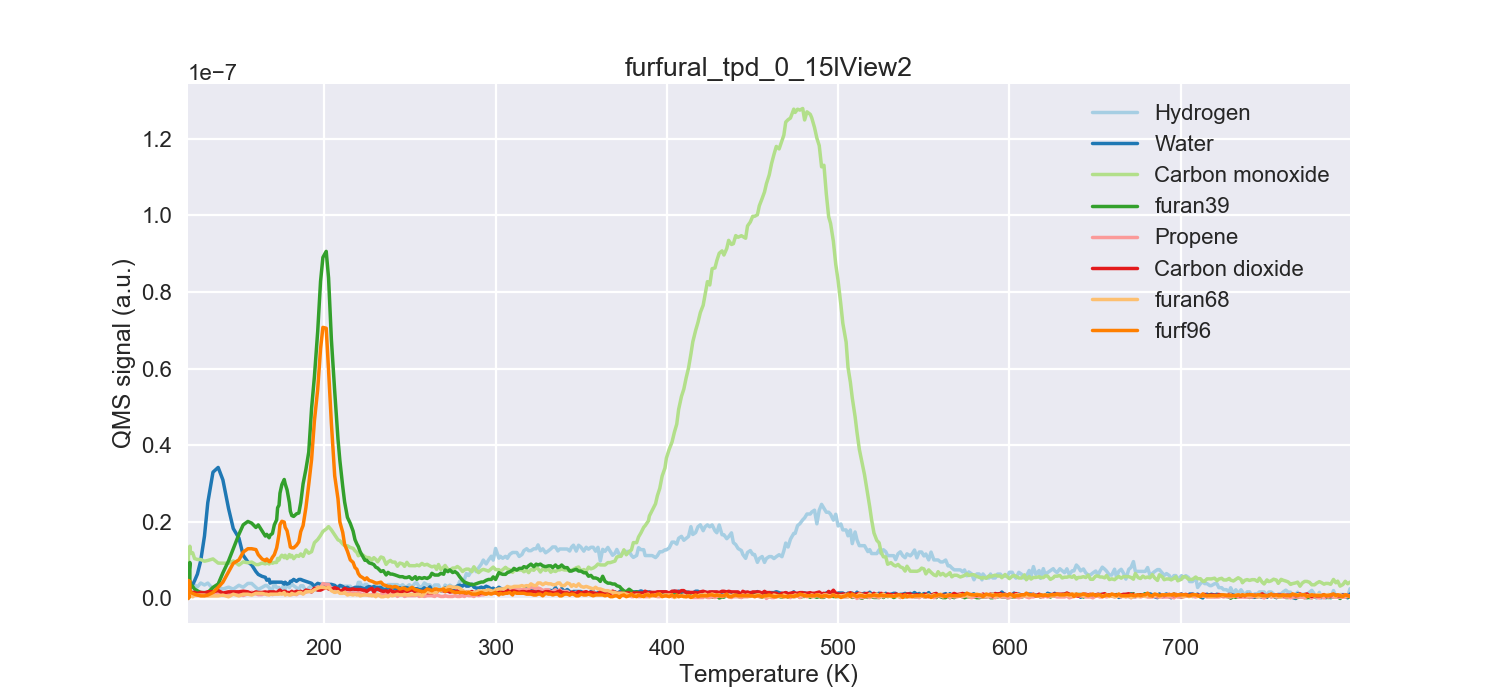 furfural_tpd_0_15lView2
1e−7
1.2
1.0
0.8
0.6
0.4
0.2
0.0
QMS signal (a.u.)
Hydrogen
Water
Carbon monoxide
furan39
Propene
Carbon dioxide
furan68
furf96
200 300 400 500 600 700
Temperature (K)